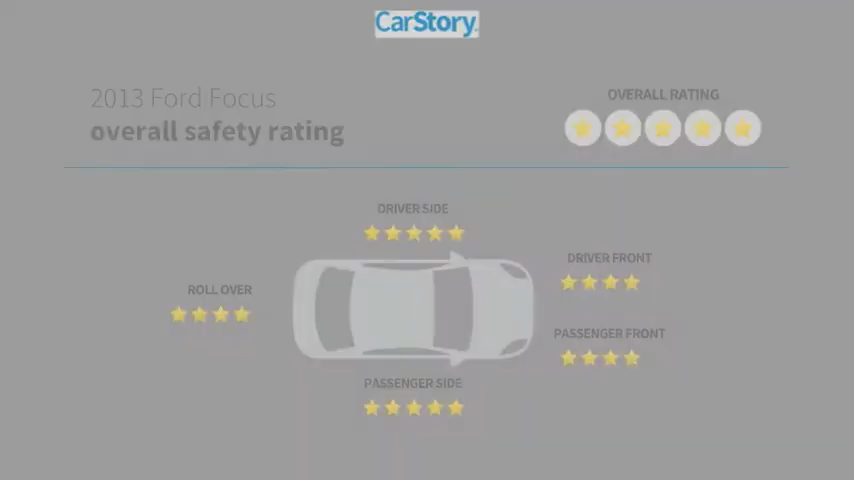 CarStory
2013 Ford Focus
overall safety rating
OVERALL RATING
DRIVER SIDE
DRIVER FRONT
ROLL OVER
PASSENGER FRONT
PASSENGER SIDE